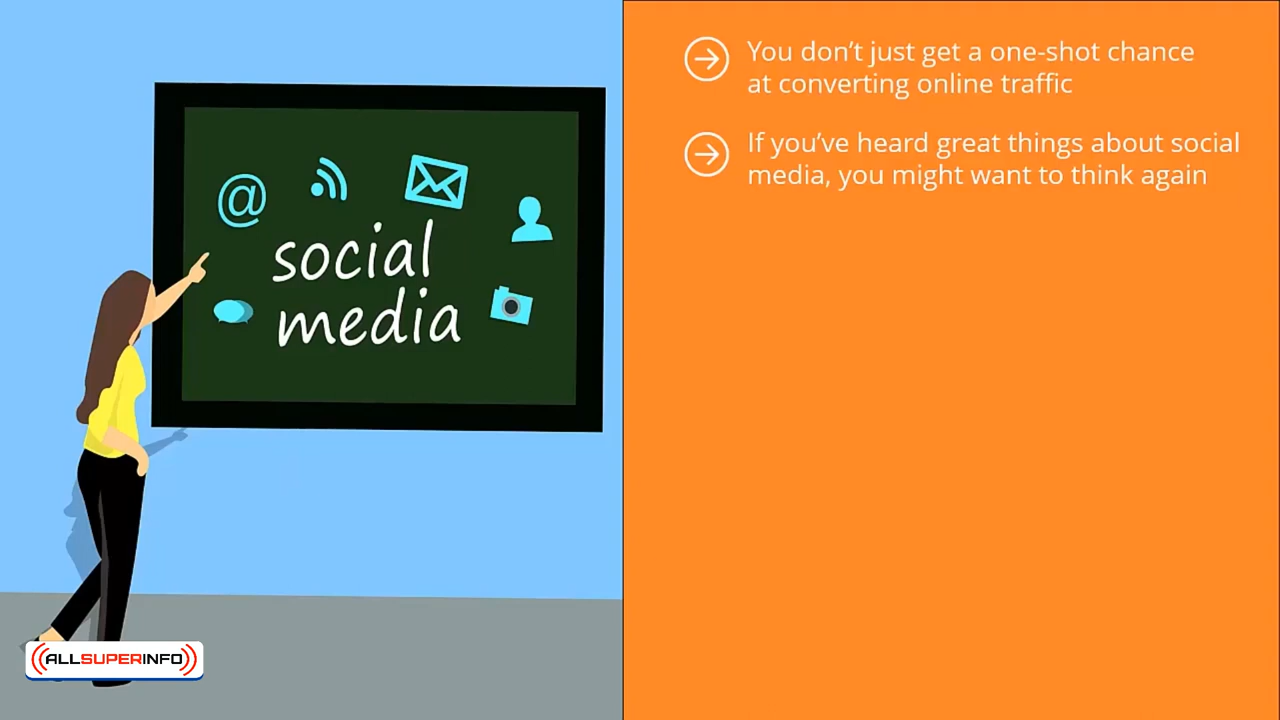 You don't just get a one-shot chance
at converting online traffic
If you've heard great things about social
media, you might want to think again
@
social
media
ALLSUPERINFO